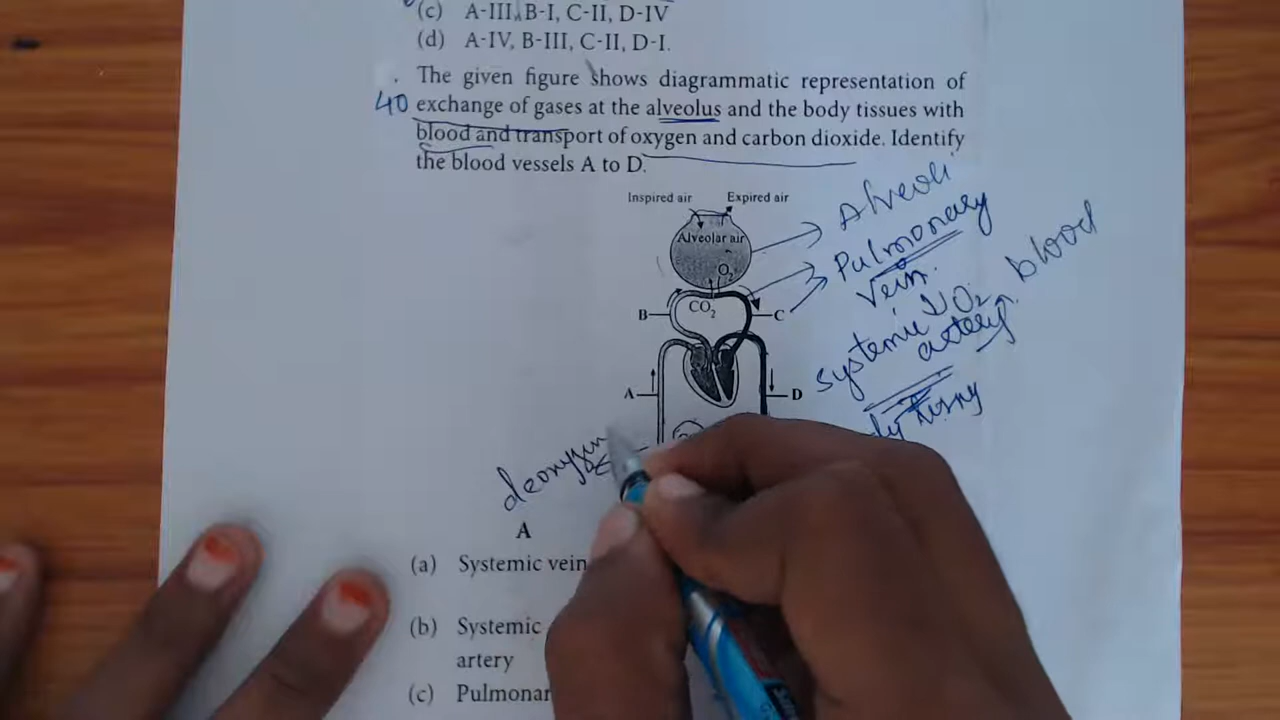 (c) A-III, B-I, C-II, D-IV
(d) A-IV, B-III, C-II, D-I.
40
The given figure shows diagrammatic representation of
exchange of gases at the alveolus and the body tissues with
blood and transport of oxygen and carbon dioxide. Identify
the blood vessels A to D.
Inspired air Expired air
Alveolar air
Alveoli
O2
Pulmonary
Vein.
CO2
B
C
blood
O2
systemic
artery
A
D
deoxygen
A
(a) Systemic vein
(b) Systemic
artery
(c) Pulmonar